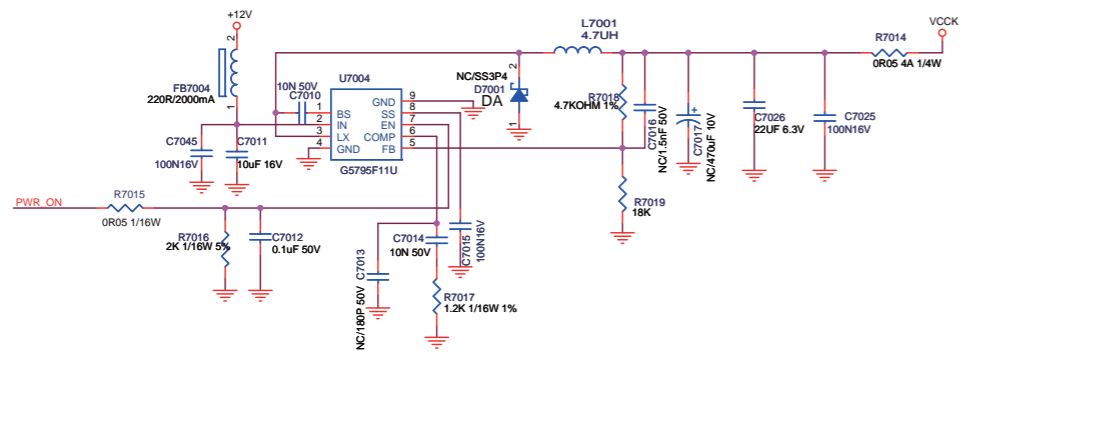 +12V
2
FB7004
220R/2000mA
1
C7045
100N16V
C7011
10uF 16V
10N 50V
C7010
U7004
1
2
3
4
BS
IN
LX
GND
GND
SS
EN
COMP
FB
9
8
7
6
5
G5795F11U
NC/SS3P4
D7001
DA
2
1
L7001
4.7UH
R7018
4.7KOHM 1%
C7016
NC/1.5nF 50V
+
C7017
NC/470uF 10V
C7026
22UF 6.3V
C7025
100N16V
R7014
0R05 4A 1/4W
VCCK
R7019
18K
PWR_ON
R7015
0R05 1/16W
R7016
2K 1/16W 5%
C7012
0.1uF 50V
C7013
NC/180P 50V
C7014
10N 50V
C7015
100N16V
R7017
1.2K 1/16W 1%